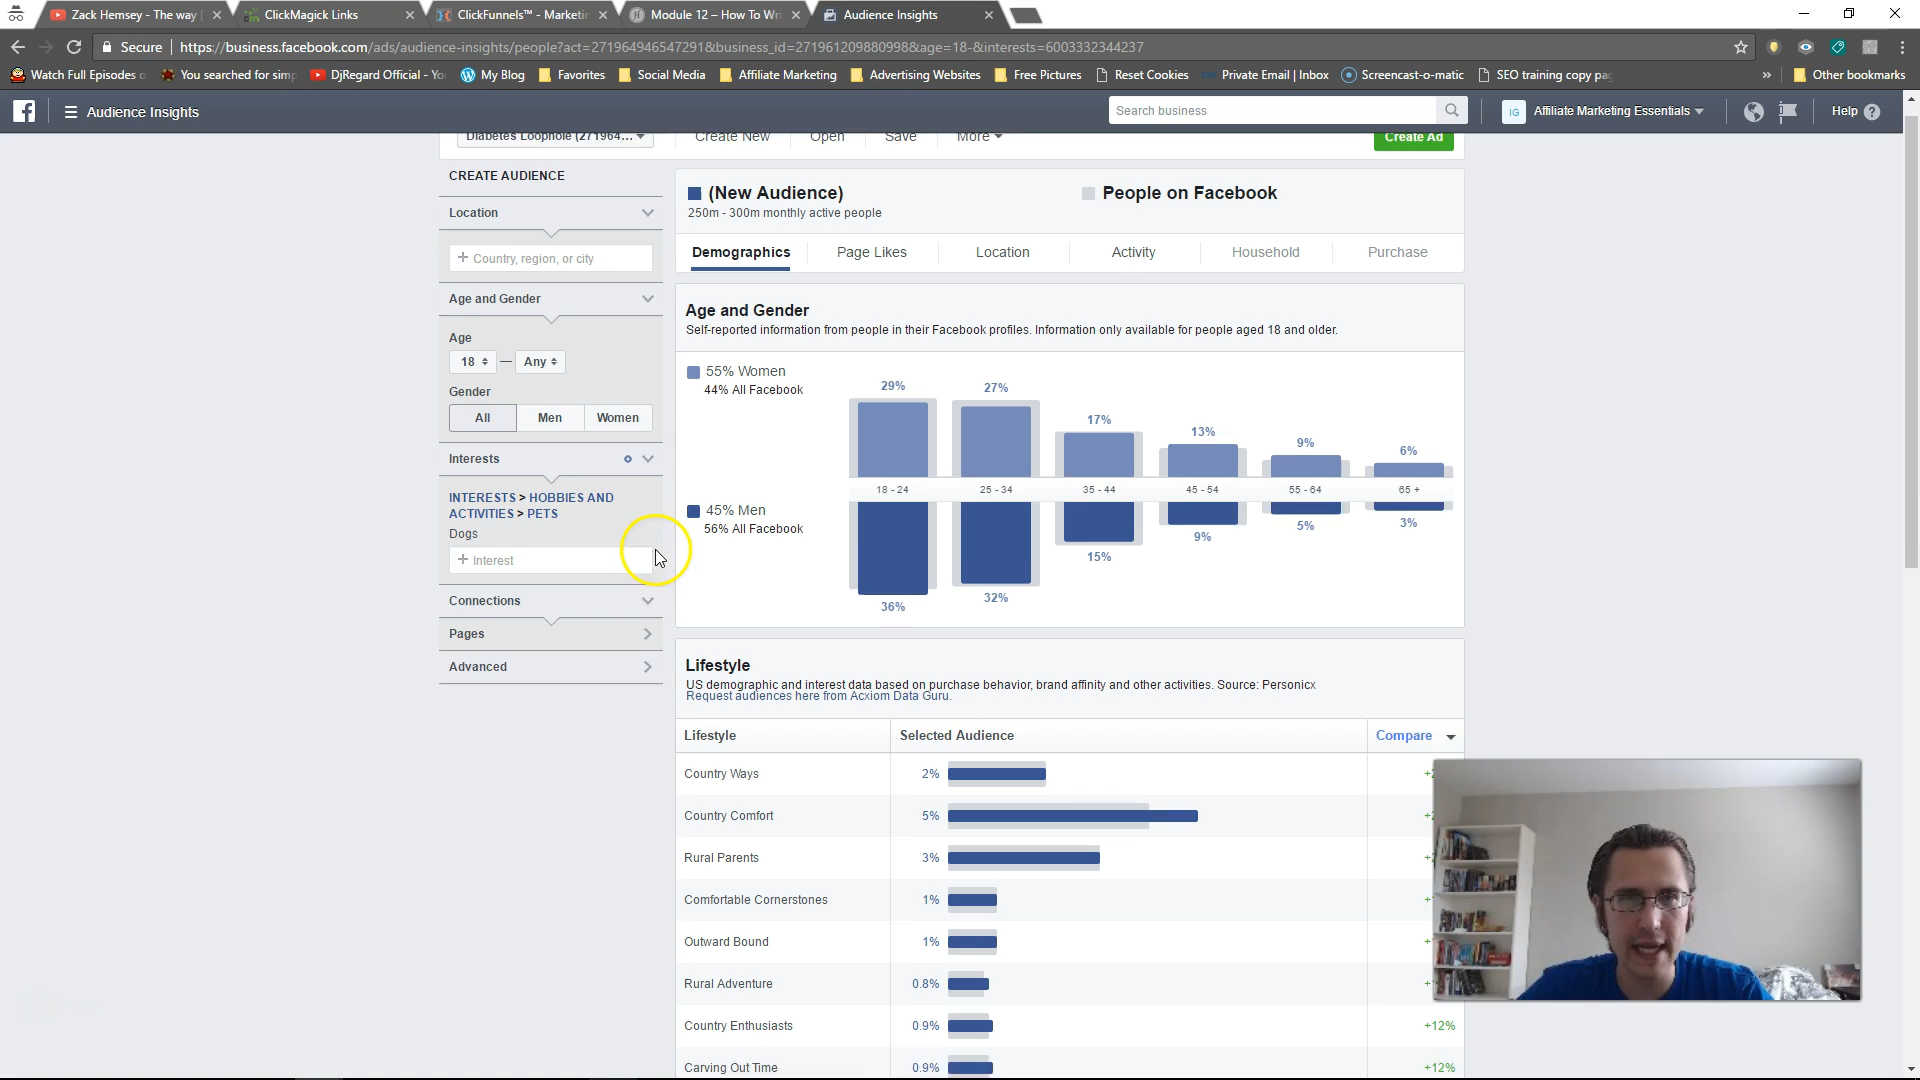 Zack Hemsey - The way
ClickMagick Links
ClickFunnels™ - Marketin
Module 12 – How To Wri
Audience Insights
Secure
https://business.facebook.com/ads/audience-insights/people?act=271964946547291&business_id=271961209880998&age=18-&interests=6003332344237
Watch Full Episodes o
You searched for simp
DjRegard Official - Yo
My Blog
Favorites
Social Media
Affiliate Marketing
Advertising Websites
Free Pictures
Reset Cookies
Private Email | Inbox
Screencast-o-matic
SEO training copy pag
» Other bookmarks
Audience Insights
Search business
IG Affiliate Marketing Essentials
Help ?
Diabetes Loophole (271964...
Create New
Open
Save
More
Create Ad
CREATE AUDIENCE
Location
+ Country, region, or city
Age and Gender
Age
18 — Any
Gender
All Men Women
Interests
INTERESTS > HOBBIES AND
ACTIVITIES > PETS
Dogs
+ Interest
Connections
Pages
Advanced
(New Audience)
250m - 300m monthly active people
People on Facebook
Demographics
Page Likes
Location
Activity
Household
Purchase
Age and Gender
Self-reported information from people in their Facebook profiles. Information only available for people aged 18 and older.
55% Women
44% All Facebook
29% 27% 17% 13% 9% 6%
18 - 24 25 - 34 35 - 44 45 - 54 55 - 64 65 +
45% Men
56% All Facebook
36% 32% 15% 9% 5% 3%
Lifestyle
US demographic and interest data based on purchase behavior, brand affinity and other activities. Source: Personicx
Request audiences here from Acxiom Data Guru.
Lifestyle Selected Audience Compare
Country Ways 2%
Country Comfort 5%
Rural Parents 3%
Comfortable Cornerstones 1%
Outward Bound 1%
Rural Adventure 0.8%
Country Enthusiasts 0.9% +12%
Carving Out Time 0.9% +12%